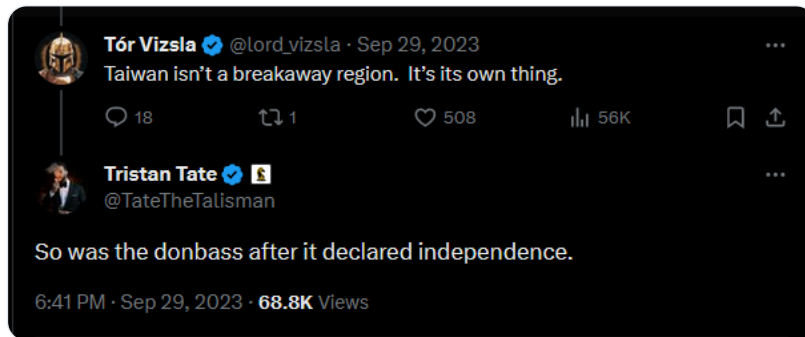 Tór Vizsla @lord_vizsla · Sep 29, 2023
Taiwan isn't a breakaway region. It's its own thing.
18 1 508 56K
Tristan Tate
@TateTheTalisman
So was the donbass after it declared independence.
6:41 PM · Sep 29, 2023 · 68.8K Views